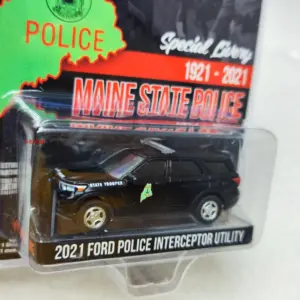 POLICE
Special Livery
1921 - 2021
MAINE STATE POLICE
STATE TROOPER
2021 FORD POLICE INTERCEPTOR UTILITY